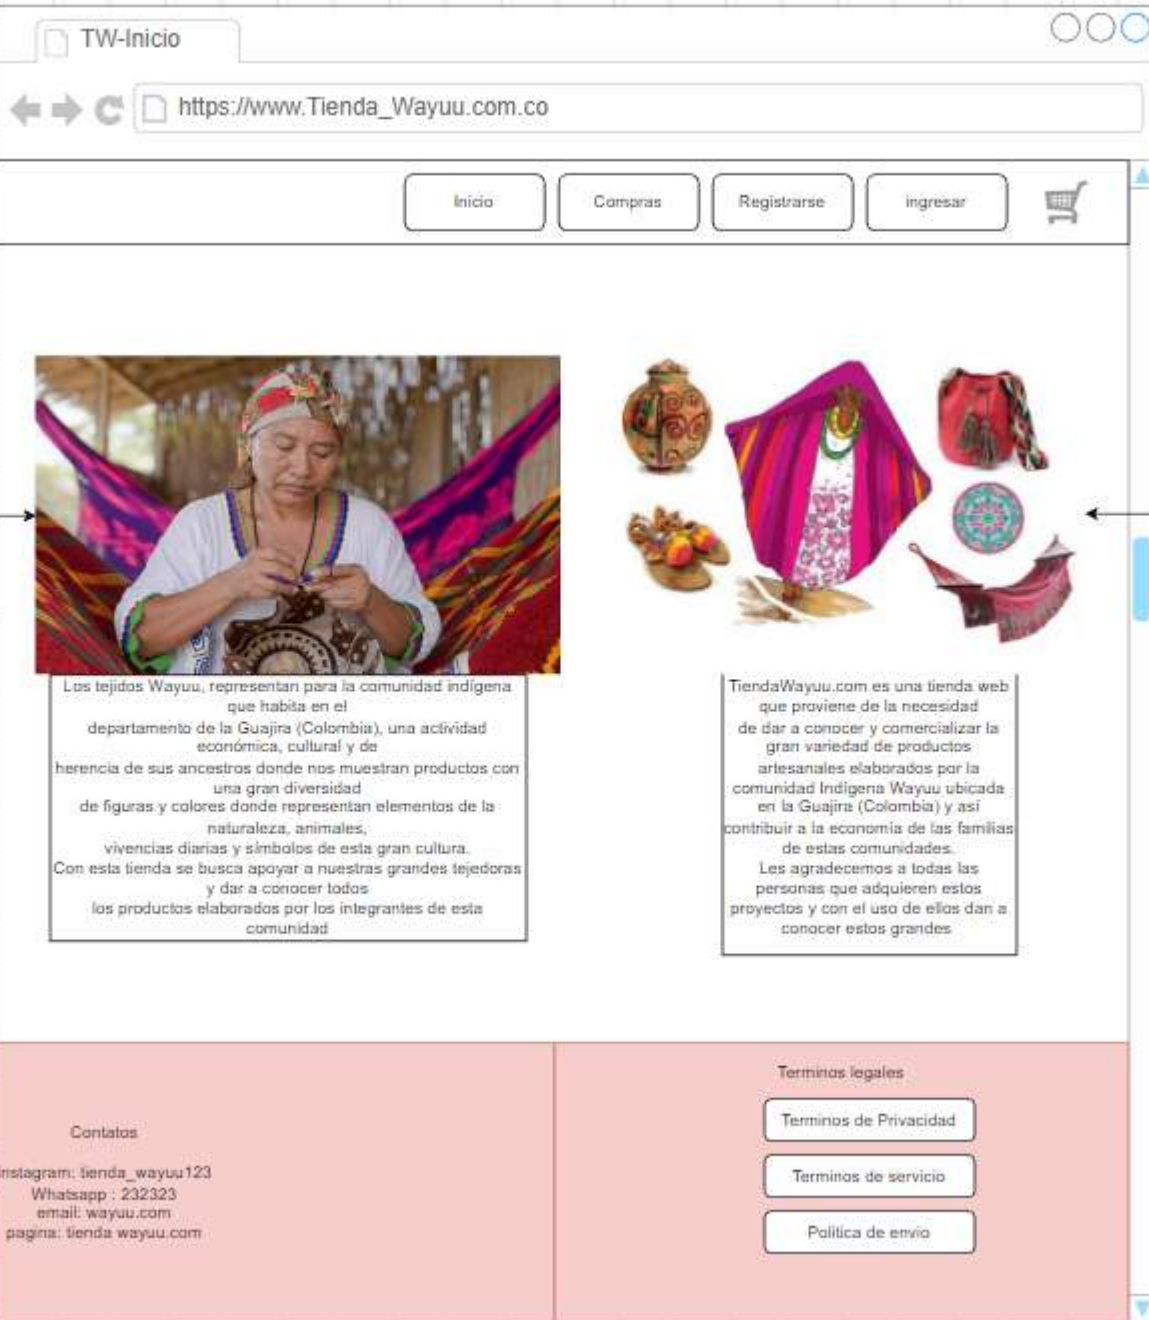 TW-Inicio
https://www.Tienda_Wayuu.com.co
Inicio
Compras
Registrarse
ingresar
Los tejidos Wayuu, representan para la comunidad indígena
que habita en el
departamento de la Guajira (Colombia), una actividad
económica, cultural y de
herencia de sus ancestros donde nos muestran productos con
una gran diversidad
de figuras y colores donde representan elementos de la
naturaleza, animales,
vivencias diarias y símbolos de esta gran cultura.
Con esta tienda se busca apoyar a nuestras grandes tejedoras
y dar a conocer todos
los productos elaborados por los integrantes de esta
comunidad
TiendaWayuu.com es una tienda web
que proviene de la necesidad
de dar a conocer y comercializar la
gran variedad de productos
artesanales elaborados por la
comunidad Indígena Wayuu ubicada
en la Guajira (Colombia) y así
contribuir a la economía de las familias
de estas comunidades.
Les agradecemos a todas las
personas que adquieren estos
proyectos y con el uso de ellos dan a
conocer estos grandes
Contatos
instagram: tienda_wayuu123
Whatsapp : 232323
email: wayuu.com
pagina: tienda wayuu.com
Terminos legales
Terminos de Privacidad
Terminos de servicio
Politica de envio